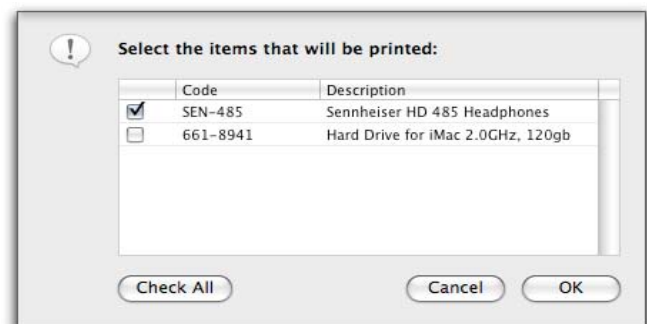 Select the items that will be printed:
Code Description
SEN-485 Sennheiser HD 485 Headphones
661-8941 Hard Drive for iMac 2.0GHz, 120gb
Check All Cancel OK